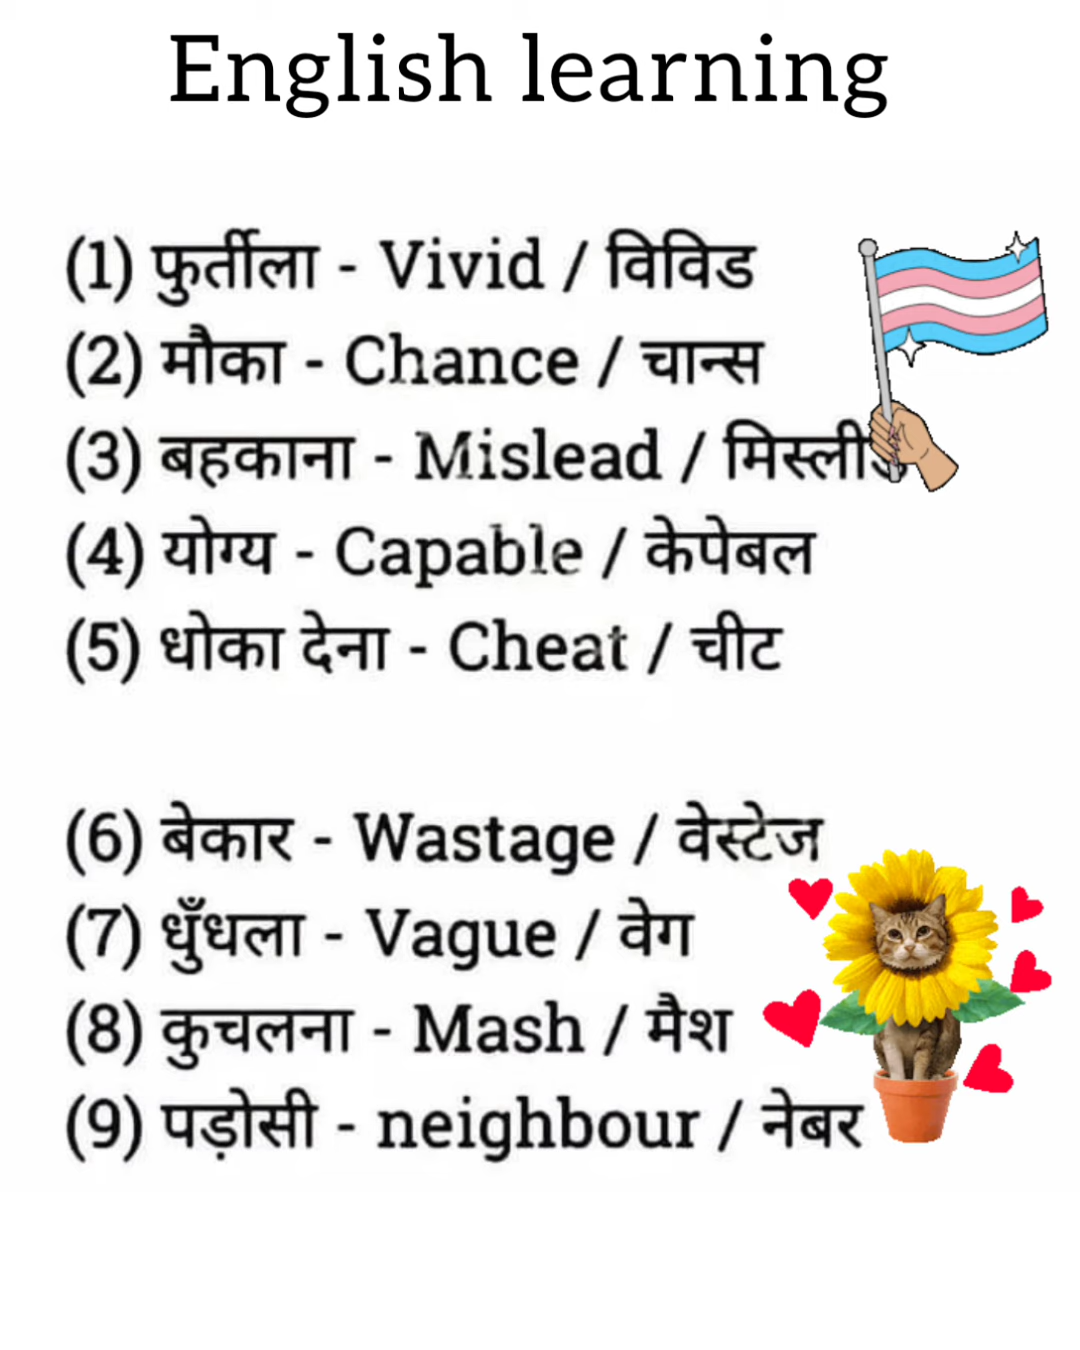 English learning
(1) फुर्तीला - Vivid / विविड
(2) मौका - Chance / चान्स
(3) बहकाना - Mislead / मिस्लीड
(4) योग्य - Capable / केपेबल
(5) धोका देना - Cheat / चीट
(6) बेकार - Wastage / वेस्टेज
(7) धुँधला - Vague / वेग
(8) कुचलना - Mash / मैश
(9) पड़ोसी - neighbour / नेबर